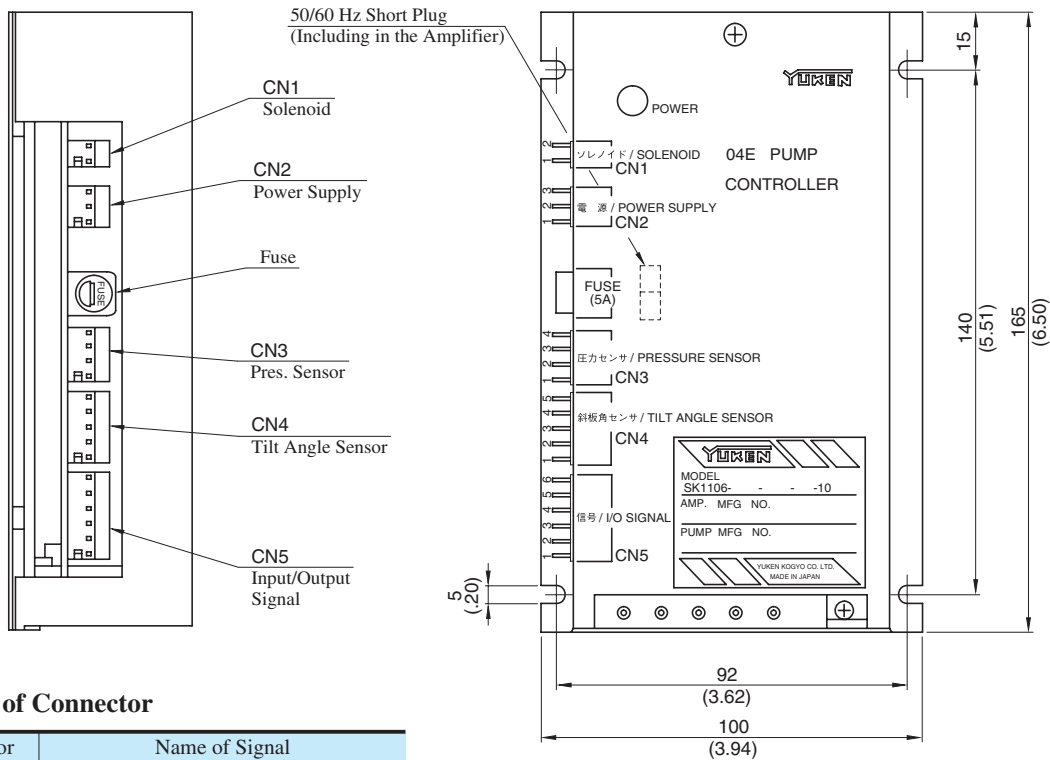 50/60 Hz Short Plug
(Including in the Amplifier)
CN1
Solenoid
CN2
Power Supply
Fuse
FUSE
CN3
Pres. Sensor
CN4
Tilt Angle Sensor
CN5
Input/Output
Signal
YUKEN
POWER
2
1
ソレノイド / SOLENOID
CN1
04E PUMP
CONTROLLER
3
2
1
電 源 / POWER SUPPLY
CN2
FUSE
(5A)
4
3
2
1
圧力センサ / PRESSURE SENSOR
CN3
5
4
3
2
1
斜板角センサ / TILT ANGLE SENSOR
CN4
6
5
4
3
2
1
信号 / I/O SIGNAL
CN5
YUKEN
MODEL
SK1106- - - -10
AMP. MFG NO.
PUMP MFG NO.
YUKEN KOGYO CO. LTD.
MADE IN JAPAN
15
140
(5.51)
165
(6.50)
5
(.20)
92
(3.62)
100
(3.94)
of Connector
or
Name of Signal